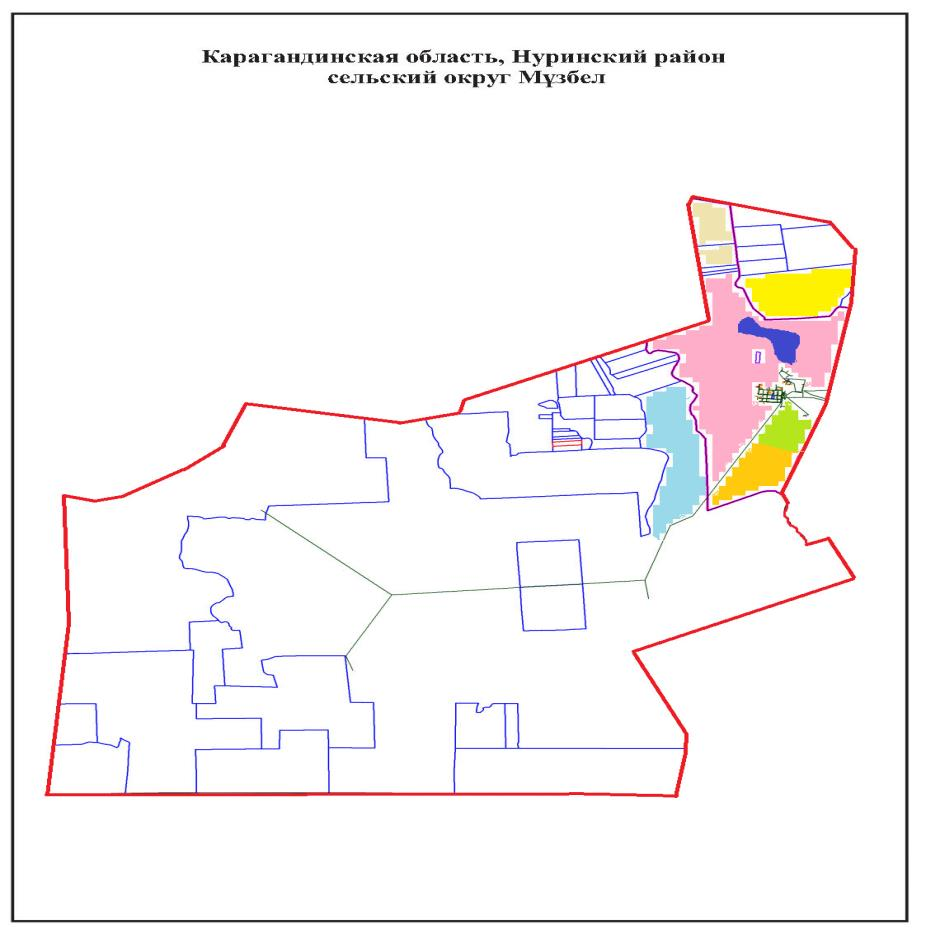 Карагандинская область, Нуринский район
сельский округ Мұзбел